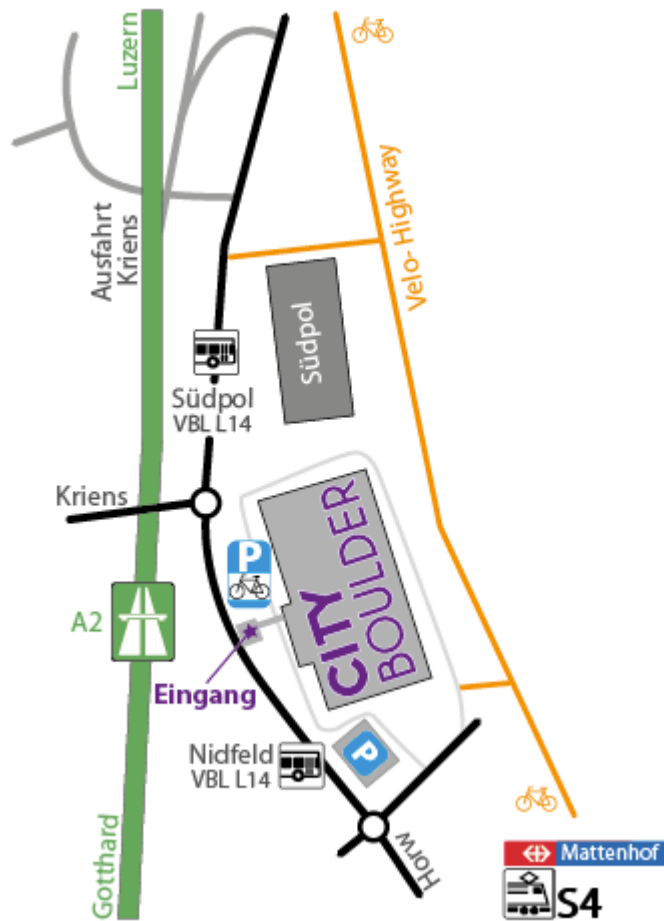 Luzern
Ausfahrt
Kriens
Velo-Highway
Südpol
Südpol
VBL L14
Kriens
P
CITY
BOULDER
A2
Eingang
Nidfeld
VBL L14
P
Horw
Gotthard
Mattenhof
S4